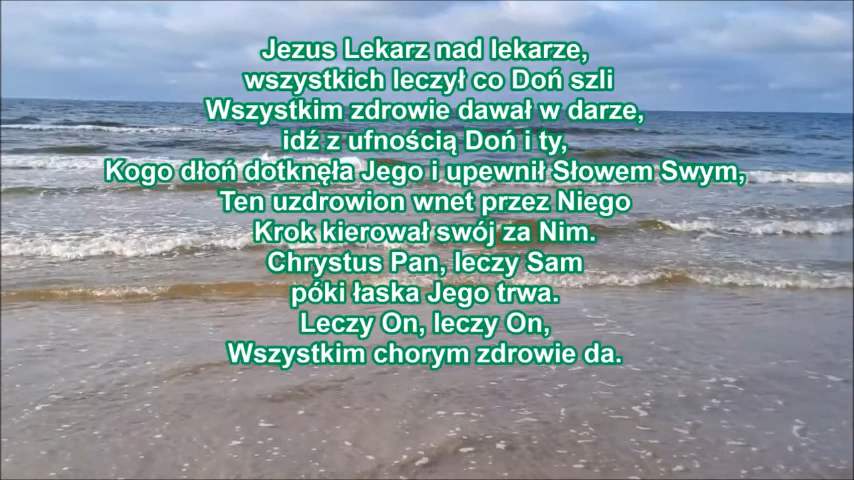 Jezus Lekarz nad lekarze,
wszystkich leczył co Doń szli
Wszystkim zdrowie dawał w darze,
idź z ufnością Doń i ty,
Kogo dłoń dotknęła Jego i upewnił Słowem Swym,
Ten uzdrowion wnet przez Niego
Krok kierował swój za Nim.
Chrystus Pan, leczy Sam
póki łaska Jego trwa.
Leczy On, leczy On,
Wszystkim chorym zdrowie da.